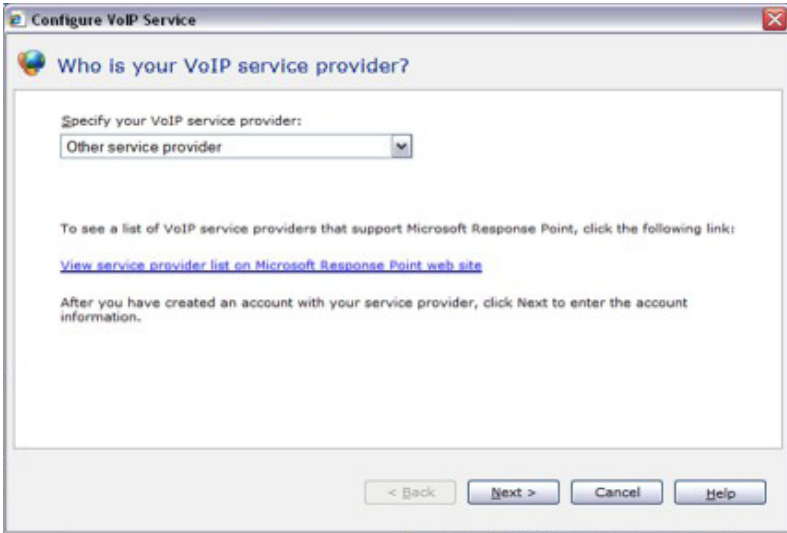 Configure VoIP Service
Who is your VoIP service provider?
Specify your VoIP service provider:
Other service provider
To see a list of VoIP service providers that support Microsoft Response Point, click the following link:
View service provider list on Microsoft Response Point web site
After you have created an account with your service provider, click Next to enter the account
information.
< Back Next > Cancel Help